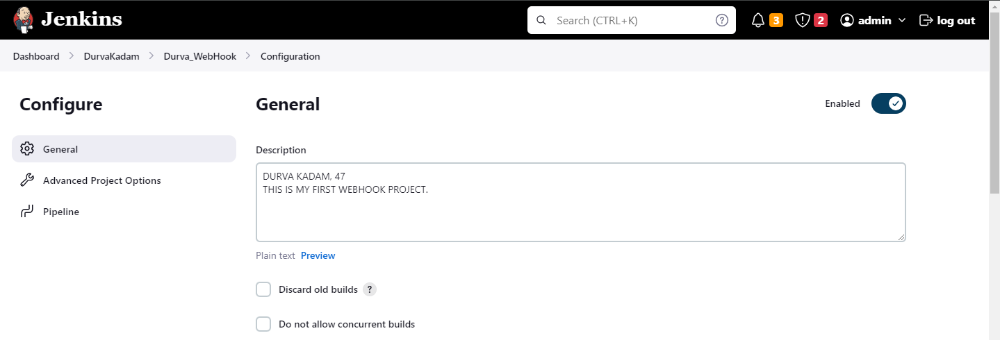 Jenkins
Search (CTRL+K)
?
3
2
admin
log out
Dashboard > DurvaKadam > Durva_WebHook > Configuration
Configure
General
Advanced Project Options
Pipeline
General
Enabled
Description
DURVA KADAM, 47
THIS IS MY FIRST WEBHOOK PROJECT.
Plain text Preview
Discard old builds ?
Do not allow concurrent builds